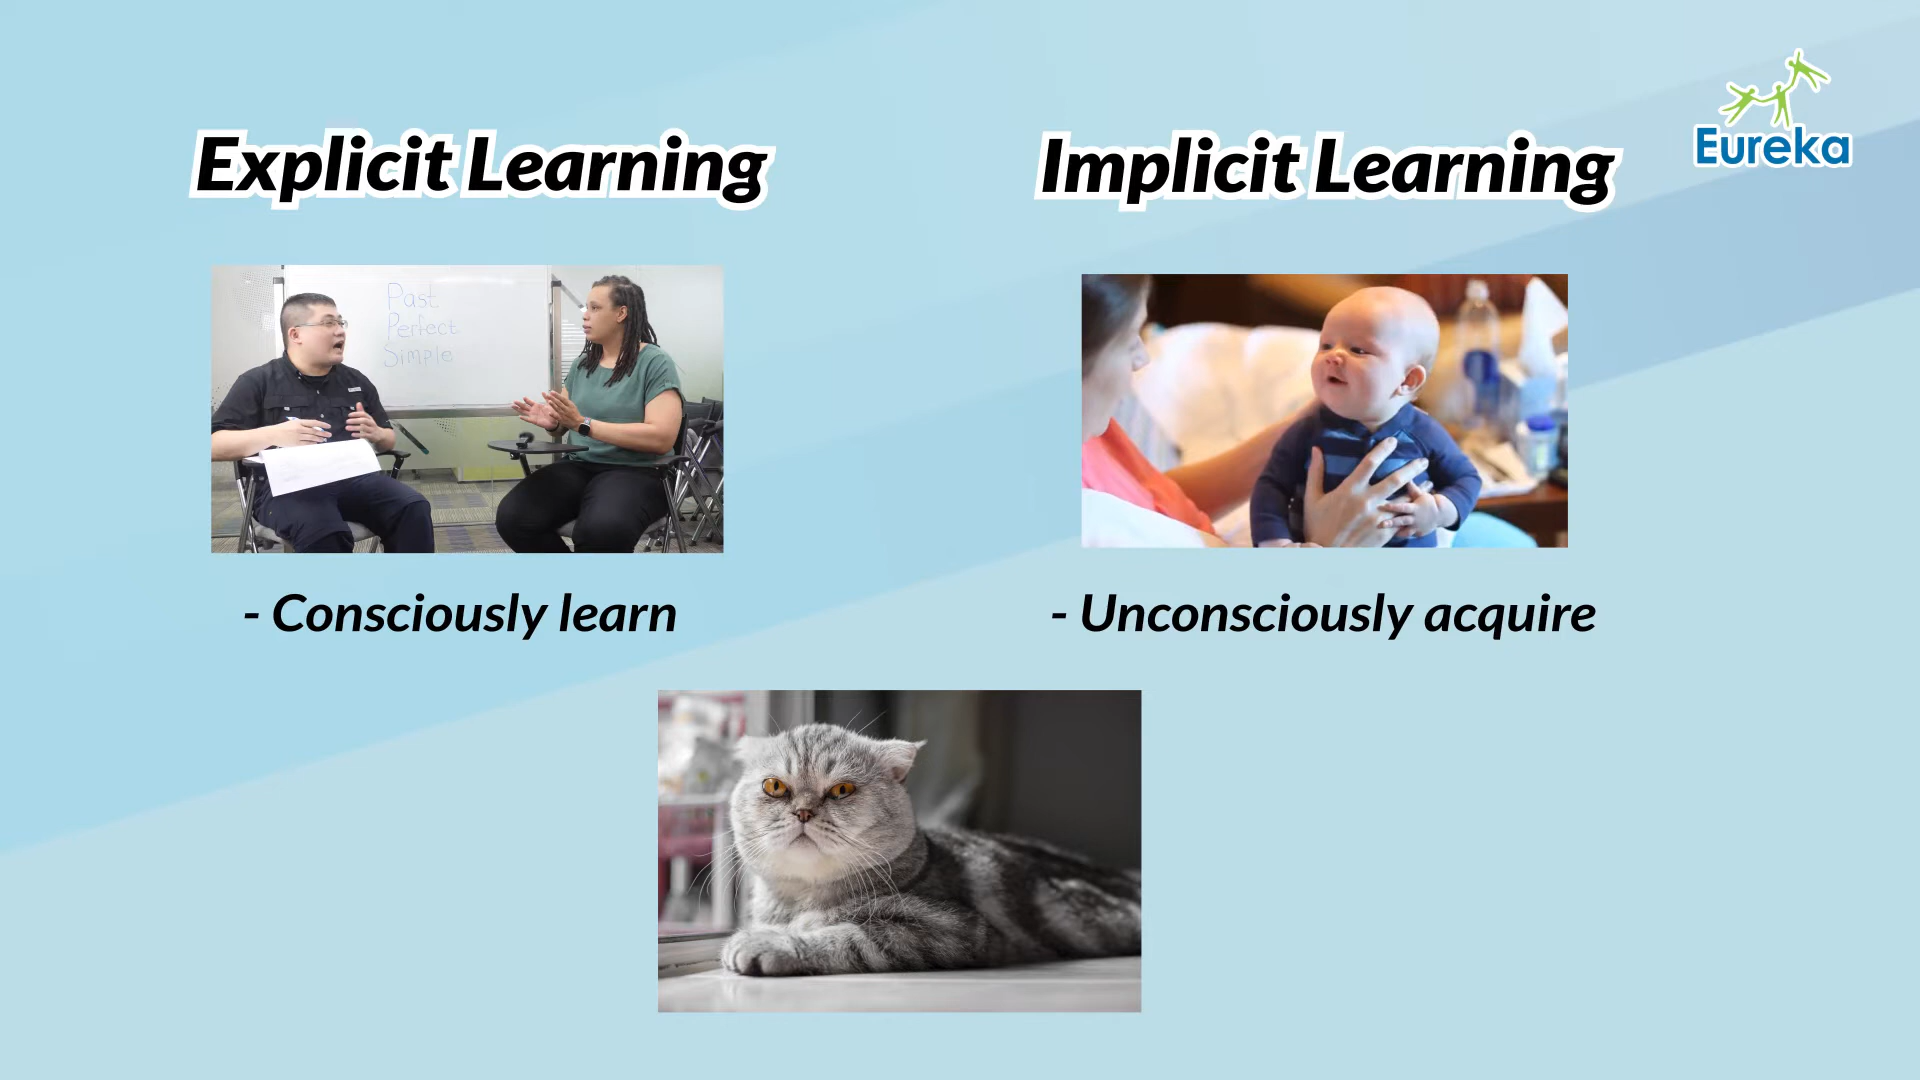 Explicit Learning
Implicit Learning
Eureka
Past
Perfect
Simple
- Consciously learn
- Unconsciously acquire